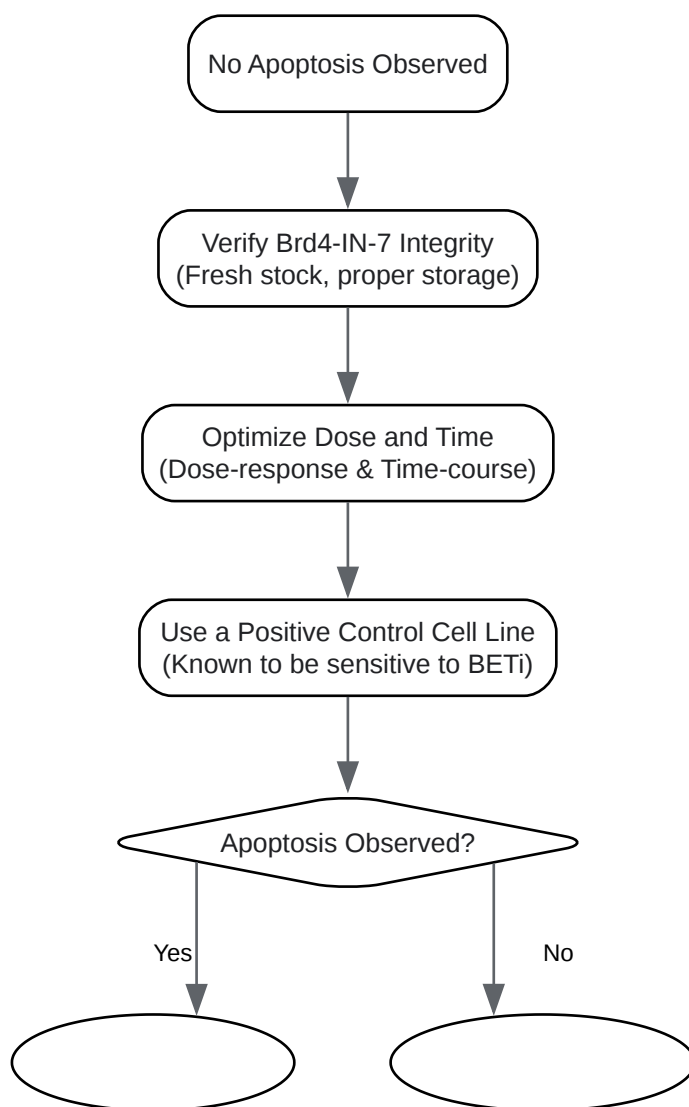 No Apoptosis Observed
Verify Brd4-IN-7 Integrity
(Fresh stock, proper storage)
Optimize Dose and Time
(Dose-response & Time-course)
Use a Positive Control Cell Line
(Known to be sensitive to BETi)
Apoptosis Observed?
Yes
No